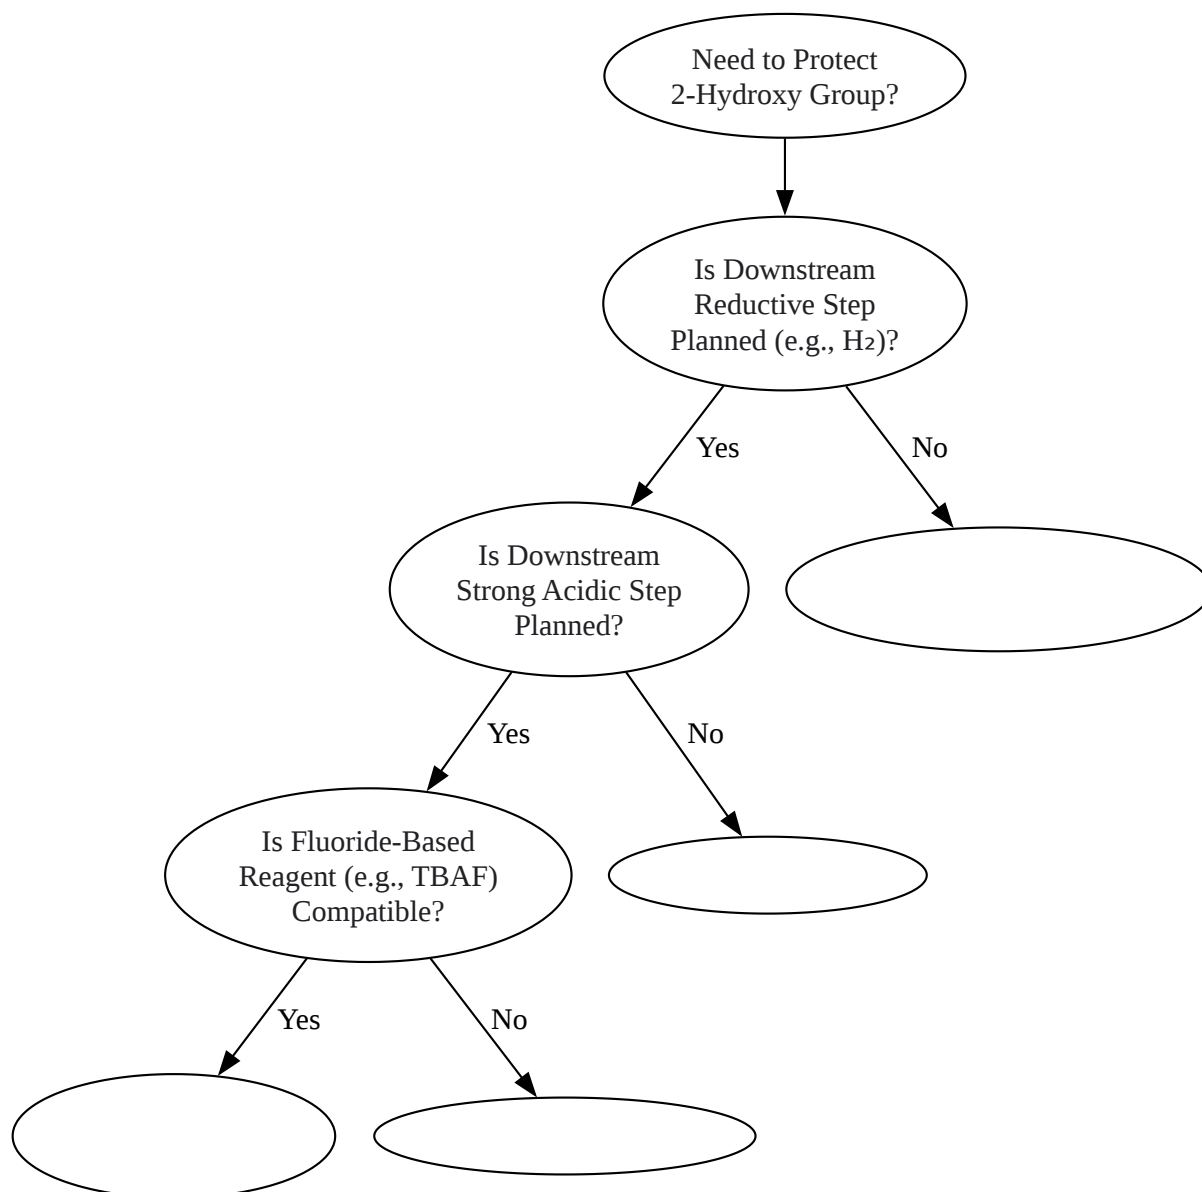 Need to Protect
2-Hydroxy Group?
Is Downstream
Reductive Step
Planned (e.g., H₂)?
Yes
No
Is Downstream
Strong Acidic Step
Planned?
Yes
No
Is Fluoride-Based
Reagent (e.g., TBAF)
Compatible?
Yes
No